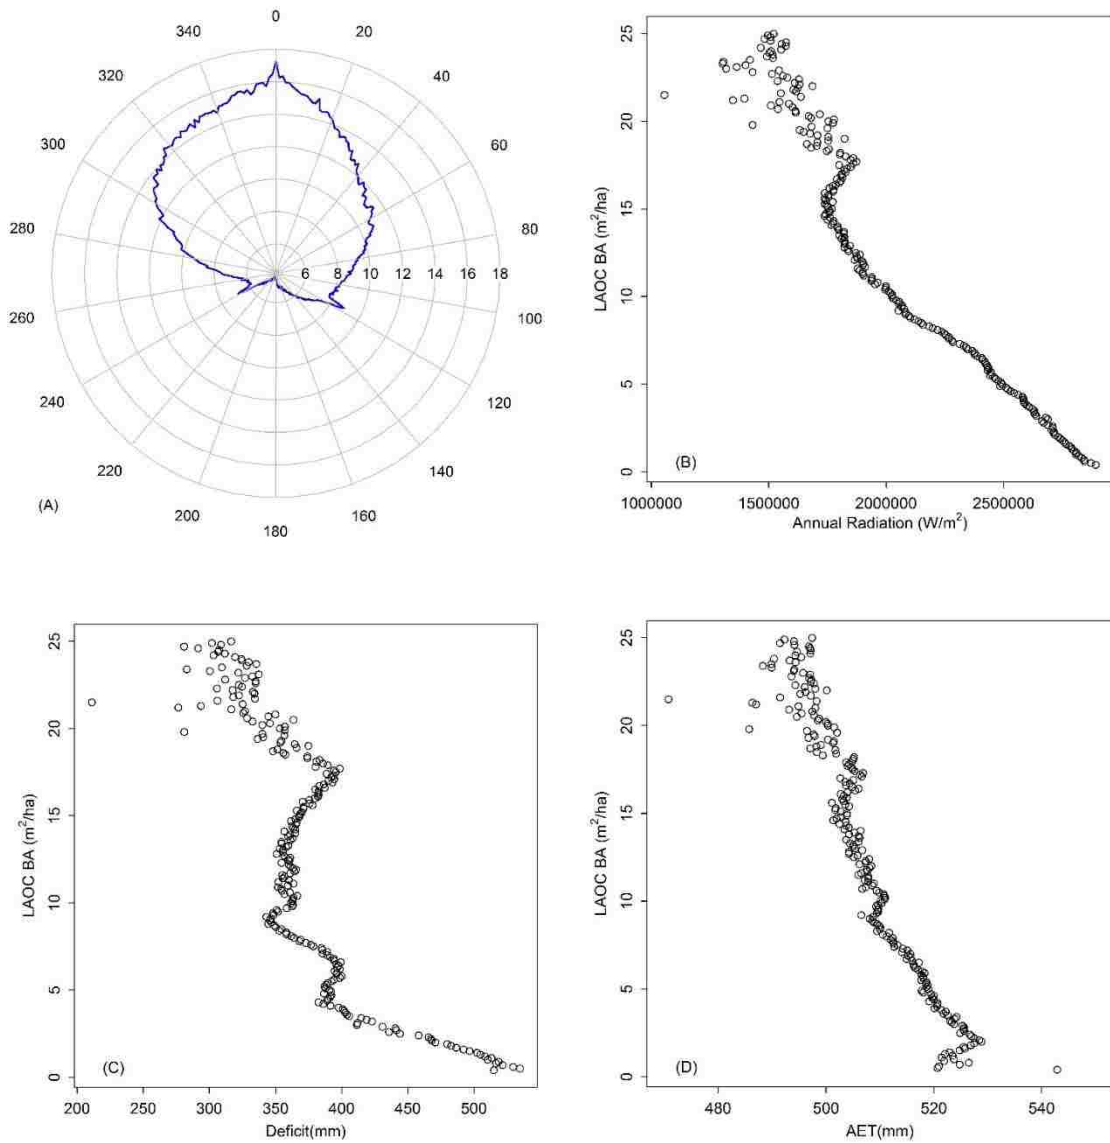 0
340 20
320 40
300 60
280 80
6 8 10 12 14 16 18
260 100
240 120
220 140
200 160
180
(A)
LAOC BA (m²/ha)
25
20
15
10
5
0
(B)
1000000 1500000 2000000 2500000
Annual Radiation (W/m²)
LAOC BA (m²/ha)
25
20
15
10
5
0
(C)
200 250 300 350 400 450 500
Deficit(mm)
LAOC BA (m²/ha)
25
20
15
10
5
0
(D)
480 500 520 540
AET(mm)